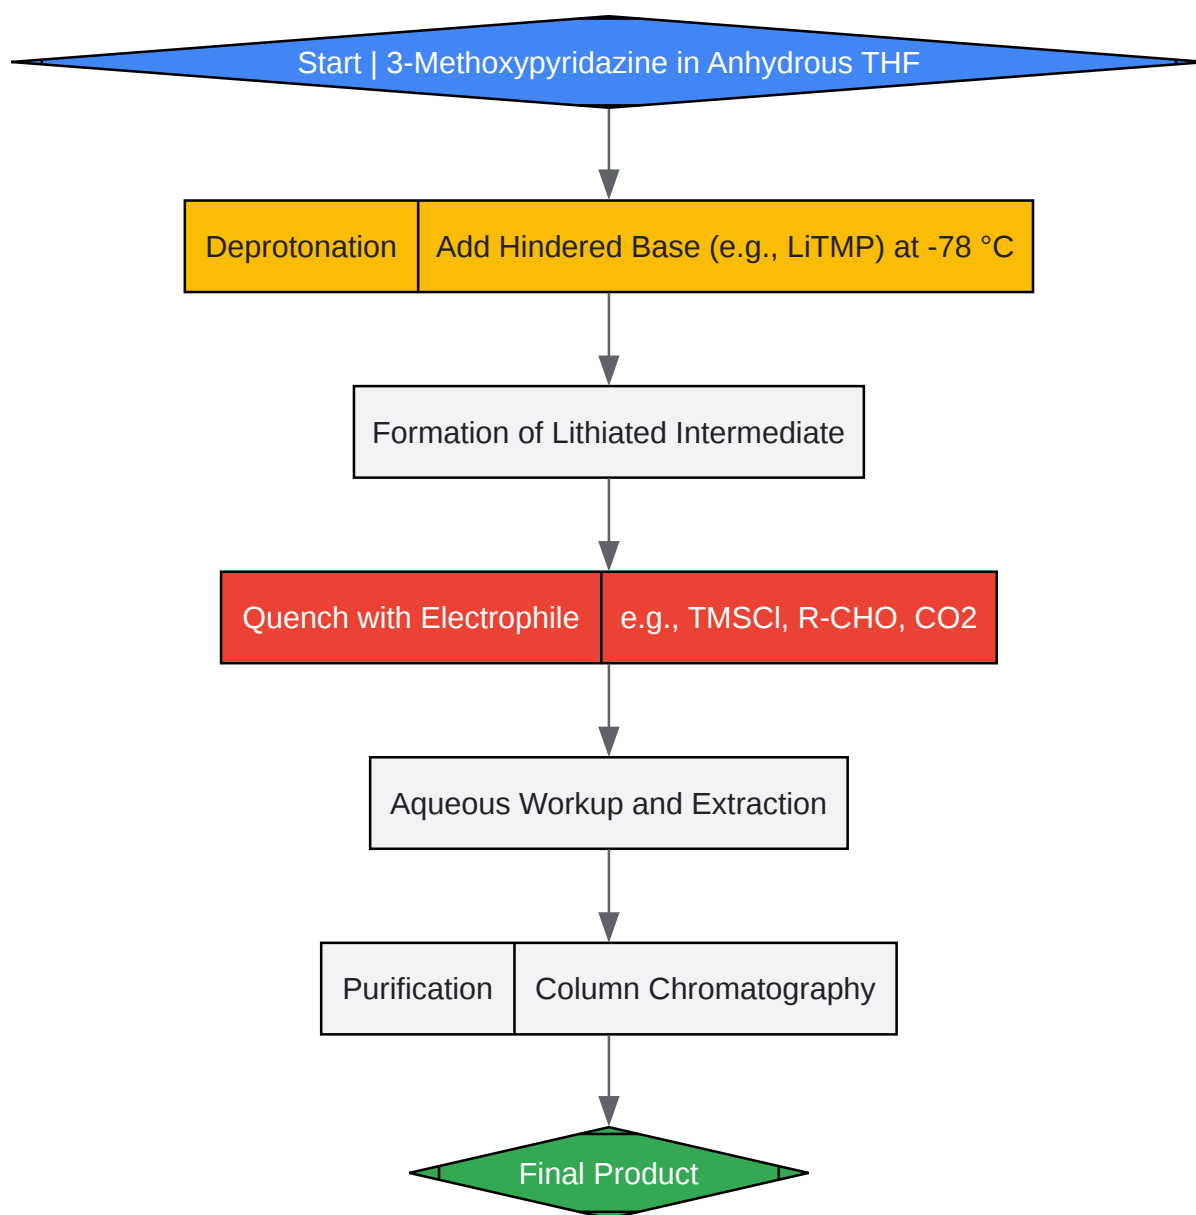 Start | 3-Methoxypyridazine in Anhydrous THF
Deprotonation
Add Hindered Base (e.g., LiTMP) at -78 °C
Formation of Lithiated Intermediate
Quench with Electrophile
e.g., TMSCl, R-CHO, CO2
Aqueous Workup and Extraction
Purification
Column Chromatography
Final Product